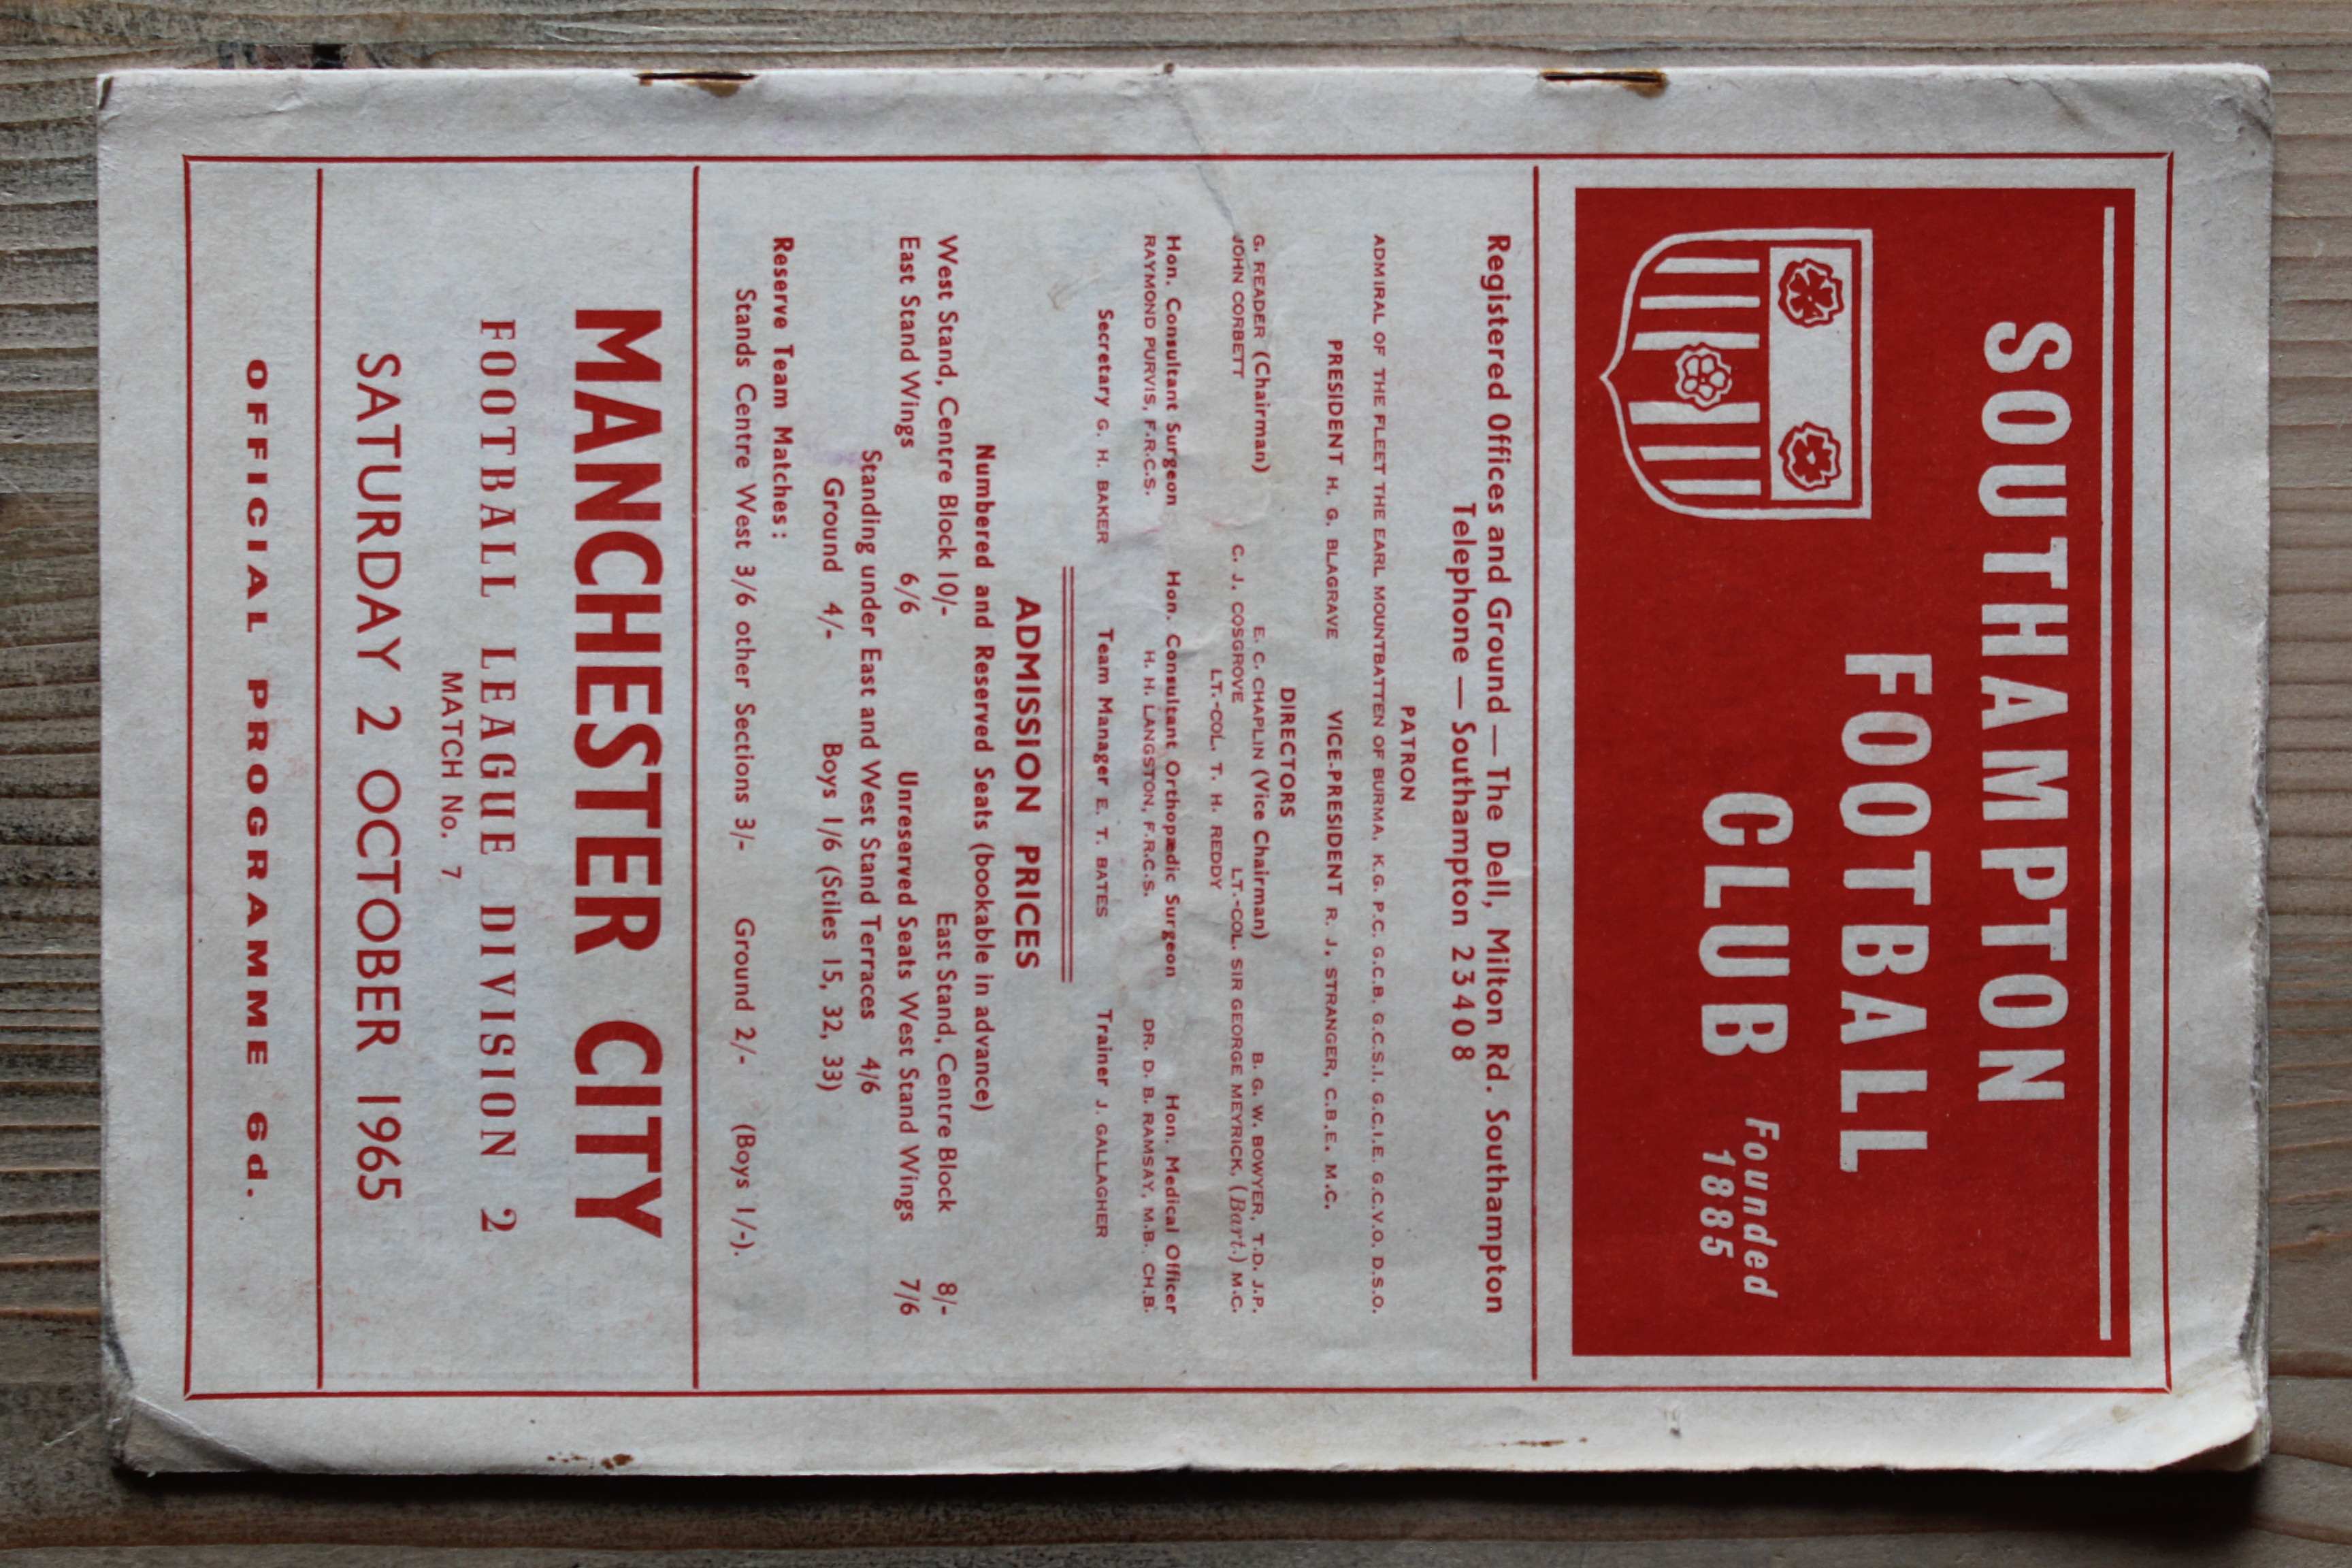 SOUTHAMPTON
FOOTBALL
CLUB
Founded
1885
Registered Offices and Ground — The Dell, Milton Rd. Southampton
Telephone — Southampton 23408
PATRON
ADMIRAL OF THE FLEET THE EARL MOUNTBATTEN OF BURMA, K.G. P.C. G.C.B. G.C.S.I. G.C.I.E. G.C.V.O. D.S.O.
PRESIDENT H. G. BLAGRAVE VICE-PRESIDENT R. J. STRANGER, C.B.E. M.C.
DIRECTORS
G. READER (Chairman) E. C. CHAPLIN (Vice Chairman) B. G. W. BOWYER, T.D. J.P.
JOHN CORBETT C. J. COSGROVE LT.-COL. SIR GEORGE MEYRICK, (Bart.) M.C.
LT.-COL. T. H. REDDY
Hon. Consultant Surgeon Hon. Consultant Orthopædic Surgeon Hon. Medical Officer
RAYMOND PURVIS, F.R.C.S. H. H. LANGSTON, F.R.C.S. DR. D. B. RAMSAY, M.B. CH.B.
Secretary G. H. BAKER Team Manager E. T. BATES Trainer J. GALLAGHER
ADMISSION PRICES
Numbered and Reserved Seats (bookable in advance)
West Stand, Centre Block 10/- East Stand, Centre Block 8/-
East Stand Wings 6/6 Unreserved Seats West Stand Wings 7/6
Standing under East and West Stand Terraces 4/6
Ground 4/- Boys 1/6 (Stiles 15, 32, 33)
Reserve Team Matches :
Stands Centre West 3/6 other Sections 3/- Ground 2/- (Boys 1/-).
MANCHESTER CITY
FOOTBALL LEAGUE DIVISION 2
MATCH No. 7
SATURDAY 2 OCTOBER 1965
OFFICIAL PROGRAMME 6d.